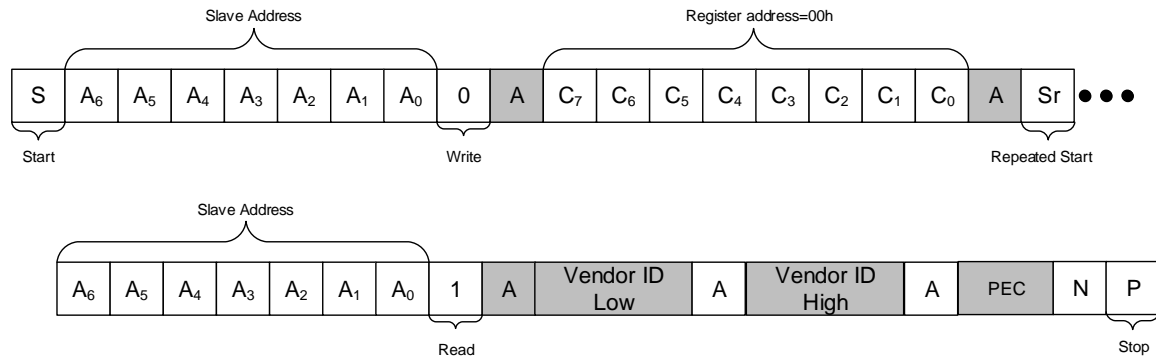 Slave Address Register address=00h
S A₆ A₅ A₄ A₃ A₂ A₁ A₀ 0 A C₇ C₆ C₅ C₄ C₃ C₂ C₁ C₀ A Sr
Start Write Repeated Start
Slave Address
A₆ A₅ A₄ A₃ A₂ A₁ A₀ 1 A Vendor ID Low A Vendor ID High A PEC N P
Read Stop